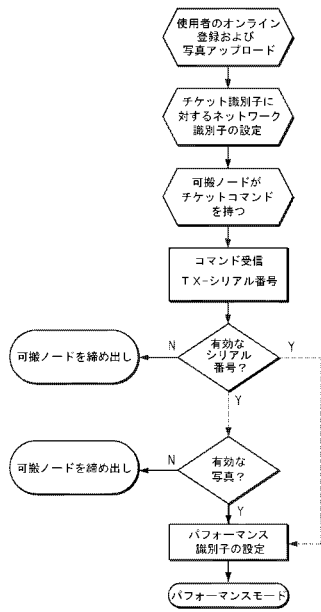 使用者のオンライン
登録および
写真アップロード
チケット識別子に
対するネットワーク
識別子の設定
可搬ノードが
チケットコマンド
を持つ
コマンド受信
TX-シリアル番号
有効な
シリアル
番号?
N
Y
可搬ノードを締め出し
Y
有効な
写真?
N
可搬ノードを締め出し
Y
パフォーマンス
識別子の設定
パフォーマンスモード